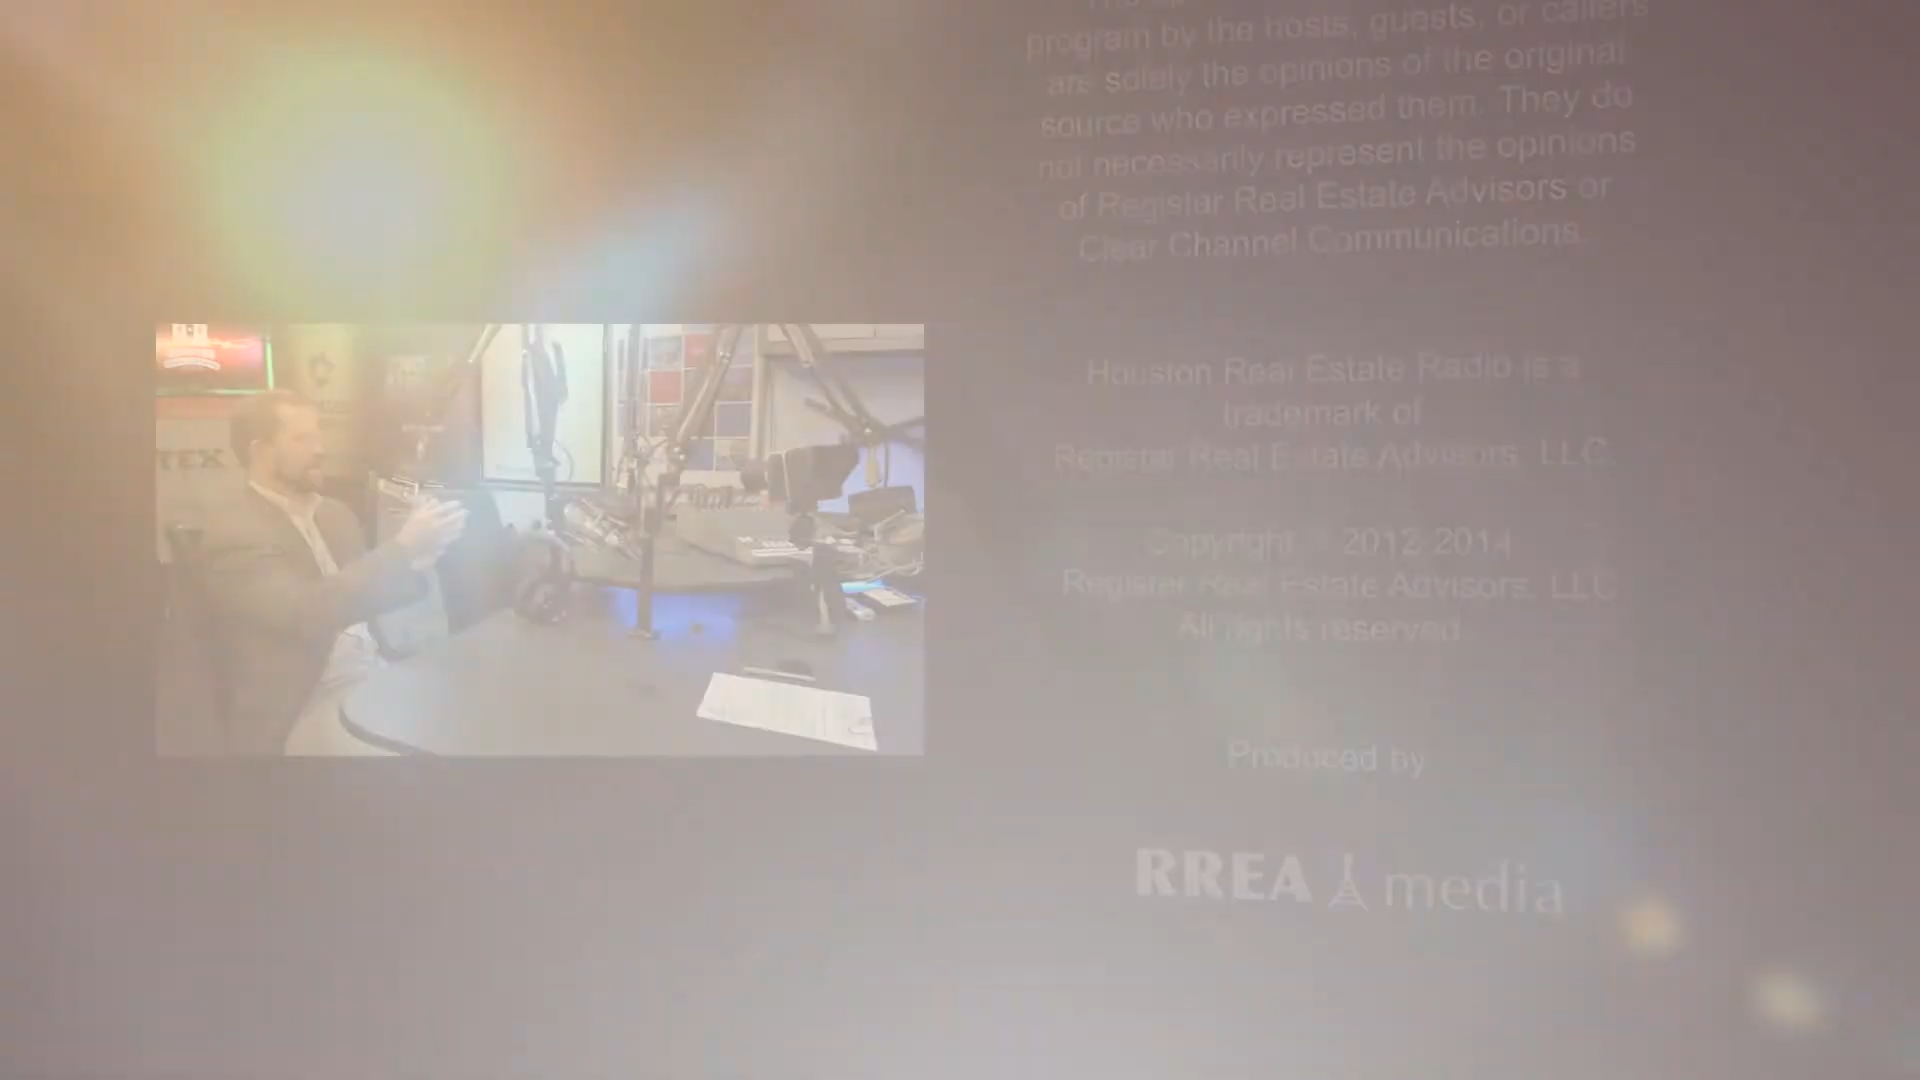 program by the hosts, guests, or callers
are solely the opinions of the original
source who expressed them. They do
not necessarily represent the opinions
of Register Real Estate Advisors or
Clear Channel Communications.
Houston Real Estate Radio is a
trademark of
Register Real Estate Advisors, LLC.
Copyright © 2012-2014
Register Real Estate Advisors, LLC
All rights reserved
Produced by
RREA media
TEX